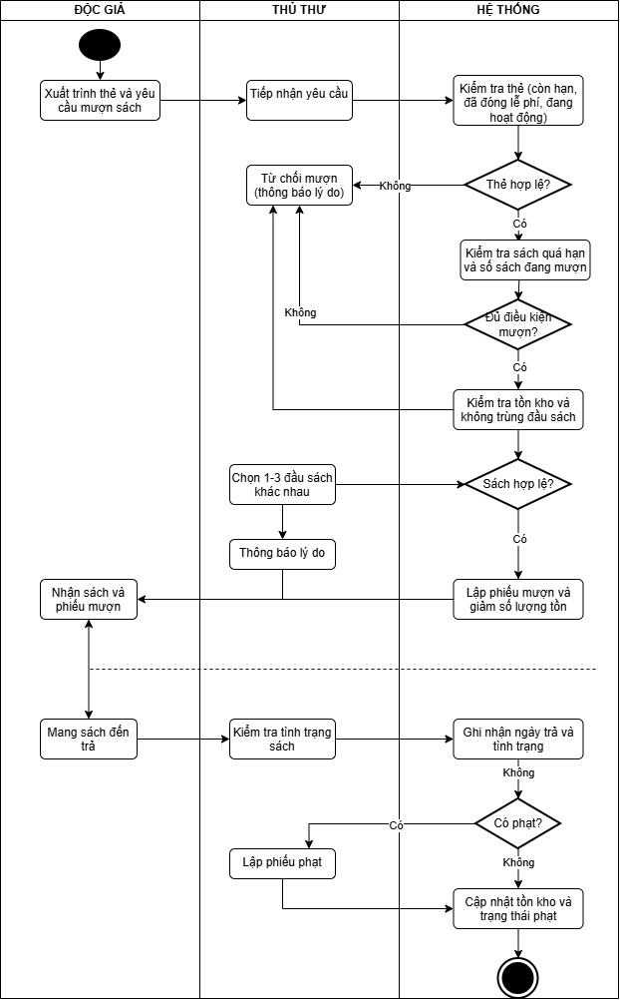 ĐỘC GIẢ
THỦ THƯ
HỆ THỐNG
Xuất trình thẻ và yêu
cầu mượn sách
Tiếp nhận yêu cầu
Kiểm tra thẻ (còn hạn,
đã đóng lễ phí, đang
hoạt động)
Từ chối mượn
(thông báo lý do)
Không
Thẻ hợp lệ?
Có
Kiểm tra sách quá hạn
và số sách đang mượn
Không
Đủ điều kiện
mượn?
Có
Kiểm tra tồn kho và
không trùng đầu sách
Chọn 1-3 đầu sách
khác nhau
Sách hợp lệ?
Có
Thông báo lý do
Nhận sách và
phiếu mượn
Lập phiếu mượn và
giảm số lượng tồn
Mang sách đến
trả
Kiểm tra tình trạng
sách
Ghi nhận ngày trả và
tình trạng
Không
Có
Có phạt?
Lập phiếu phạt
Không
Cập nhật tồn kho và
trạng thái phạt